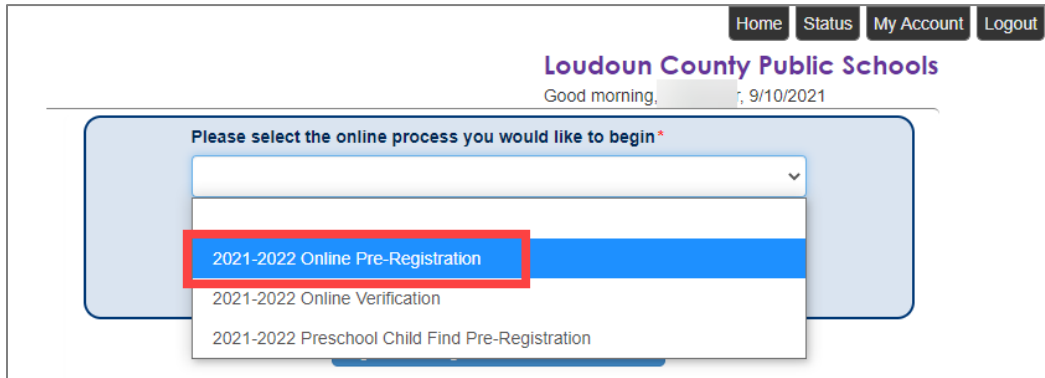 Home Status My Account Logout
Loudoun County Public Schools
Good morning, r, 9/10/2021
Please select the online process you would like to begin*
2021-2022 Online Pre-Registration
2021-2022 Online Verification
2021-2022 Preschool Child Find Pre-Registration